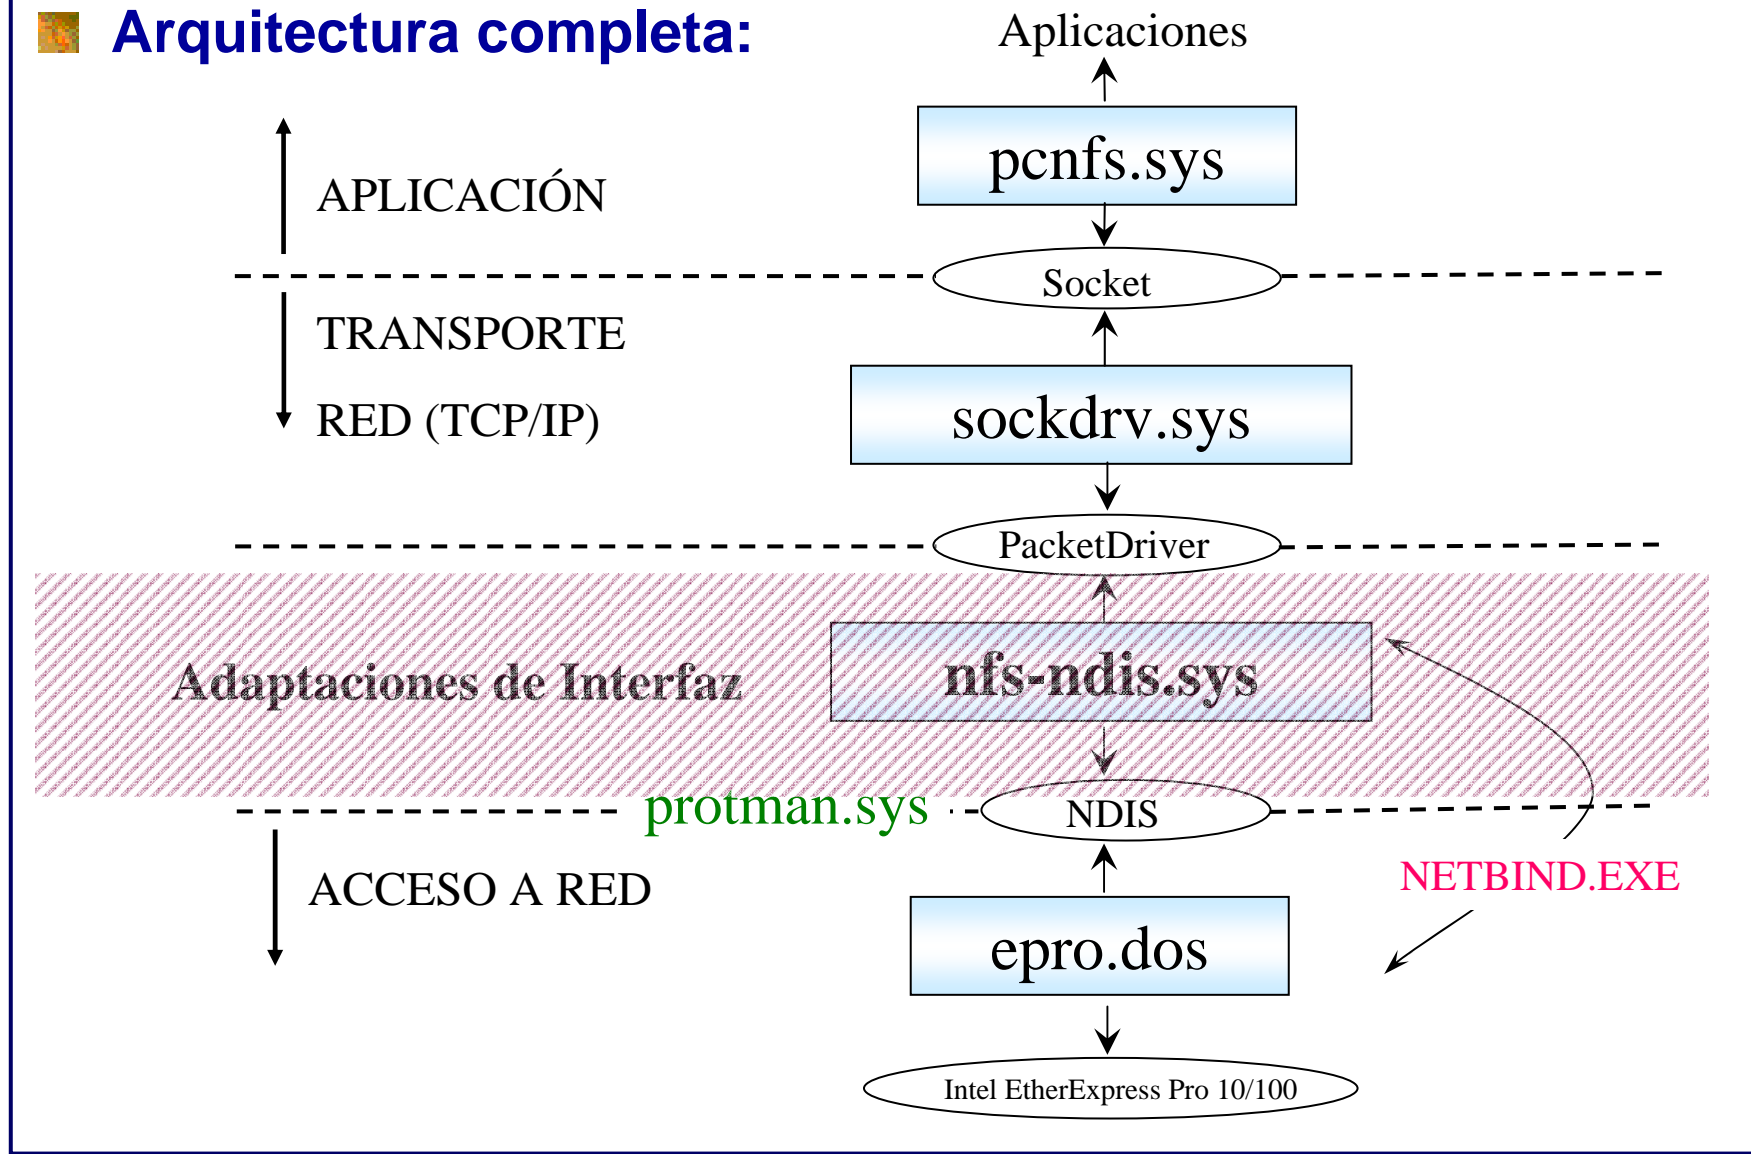 Arquitectura completa:
Aplicaciones
pcnfs.sys
APLICACIÓN
Socket
TRANSPORTE
RED (TCP/IP)
sockdrv.sys
PacketDriver
Adaptaciones de Interfaz
nfs-ndis.sys
protman.sys
NDIS
ACCESO A RED
NETBIND.EXE
epro.dos
Intel EtherExpress Pro 10/100